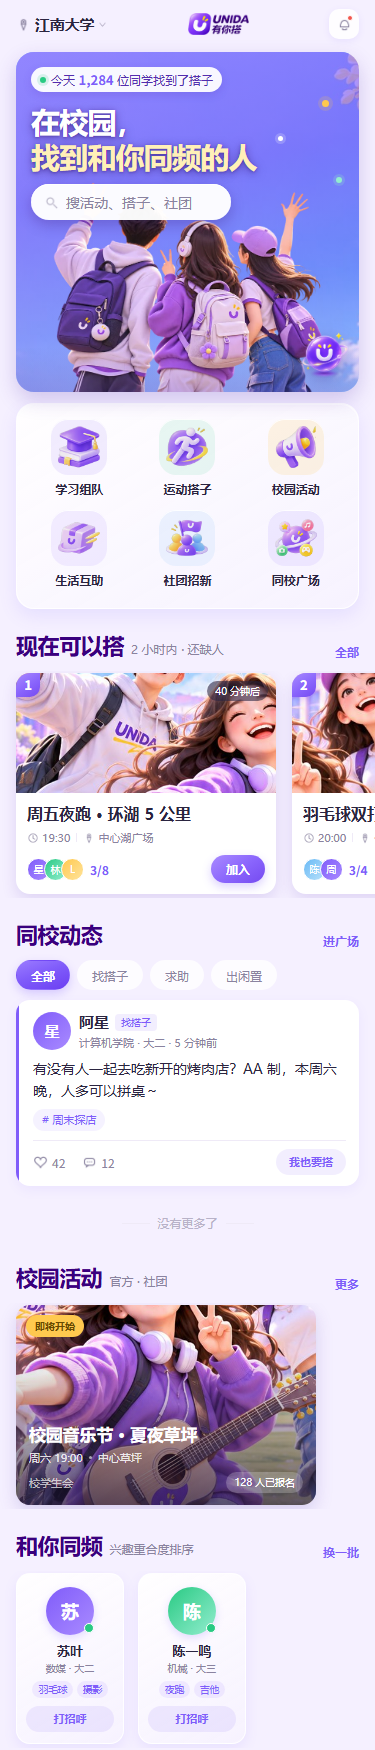 江南大学
UNIDA
有你搭
今天 1,284 位同学找到了搭子
在校园，
找到和你同频的人
搜活动、搭子、社团
学习组队
运动搭子
校园活动
生活互助
社团招新
同校广场
现在可以搭 2 小时内 · 还缺人 全部
1
40 分钟后
UNIDA
周五夜跑 • 环湖 5 公里
19:30 中心湖广场
星 林 L 3/8 加入
2
羽毛球双打
20:00
陈 周 3/4
同校动态 进广场
全部 找搭子 求助 出闲置
星
阿星 找搭子
计算机学院 · 大二 · 5 分钟前
有没有人一起去吃新开的烤肉店？AA 制，本周六
晚，人多可以拼桌～
# 周末探店
42 12 我也要搭
没有更多了
校园活动 官方 · 社团 更多
即将开始
校园音乐节 • 夏夜草坪
周六 19:00 • 中心草坪
校学生会 128 人已报名
和你同频 兴趣重合度排序 换一批
苏
苏叶
数媒 · 大二
羽毛球 摄影
打招呼
陈
陈一鸣
机械 · 大三
夜跑 吉他
打招呼